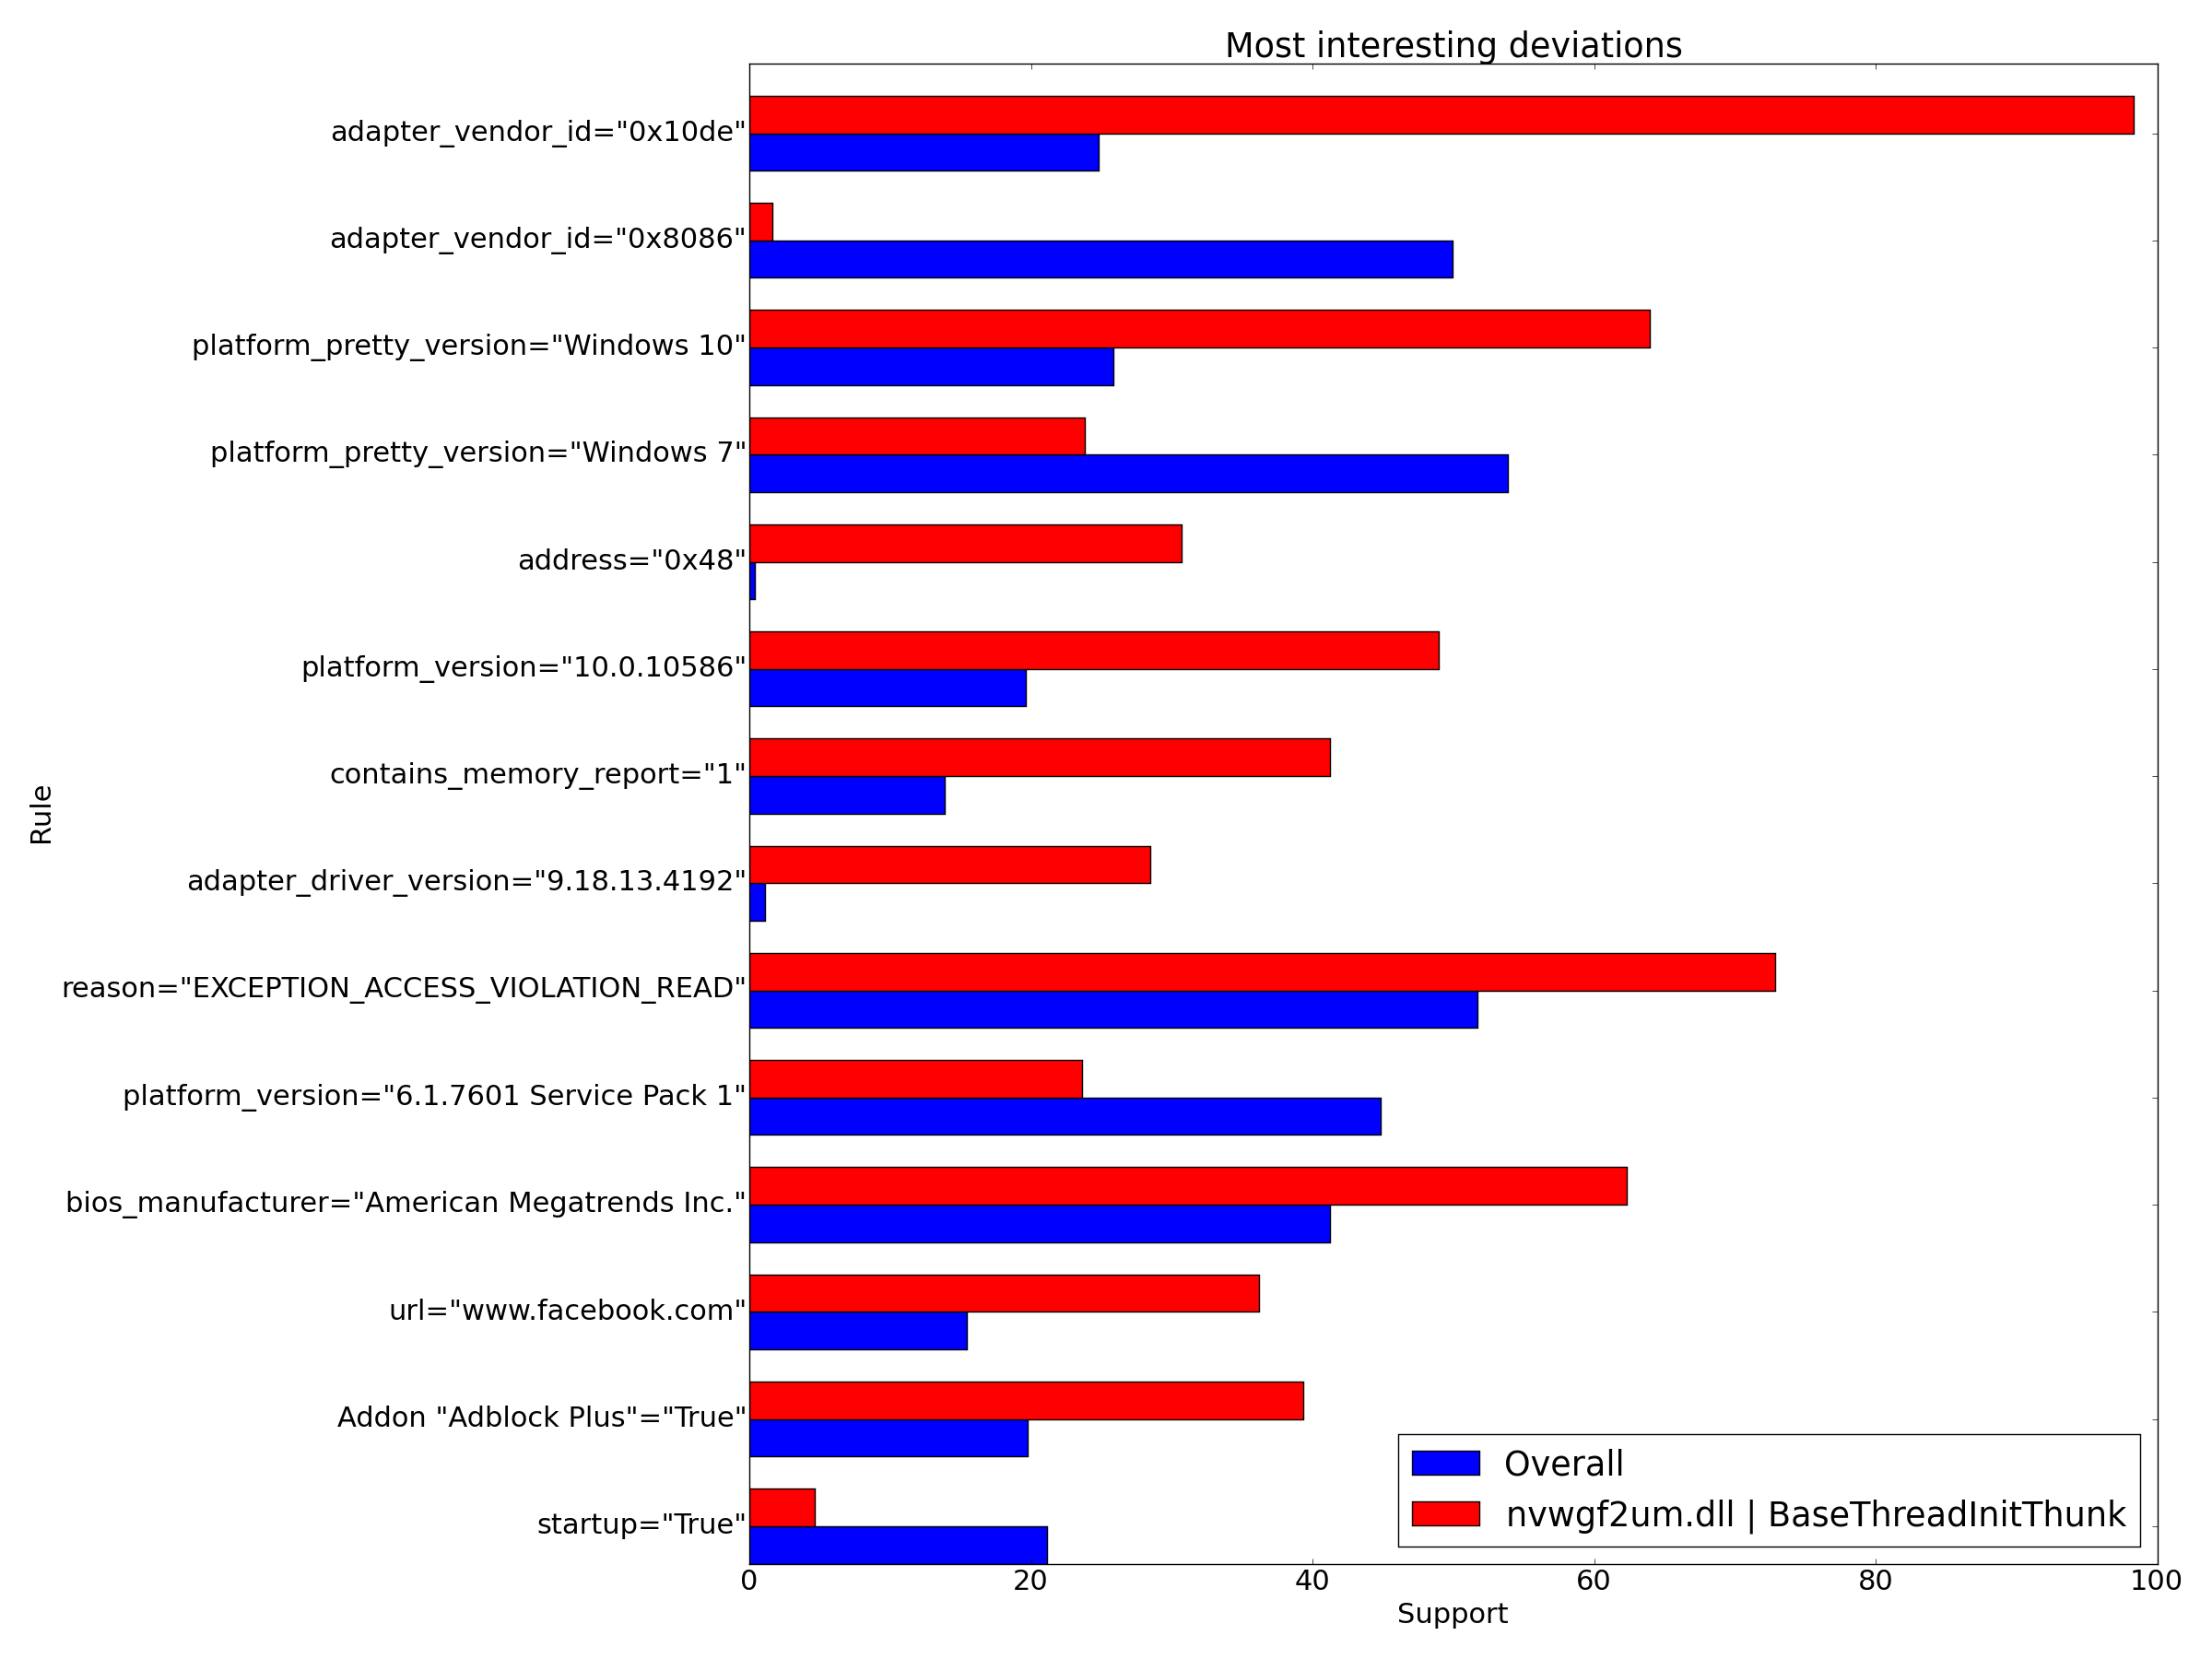 Most interesting deviations
adapter_vendor_id="0x10de"
adapter_vendor_id="0x8086"
platform_pretty_version="Windows 10"
platform_pretty_version="Windows 7"
address="0x48"
platform_version="10.0.10586"
contains_memory_report="1"
adapter_driver_version="9.18.13.4192"
reason="EXCEPTION_ACCESS_VIOLATION_READ"
platform_version="6.1.7601 Service Pack 1"
bios_manufacturer="American Megatrends Inc."
url="www.facebook.com"
Addon "Adblock Plus"="True"
startup="True"
Rule
Overall
nvwgf2um.dll | BaseThreadInitThunk
0 20 40 60 80 100
Support